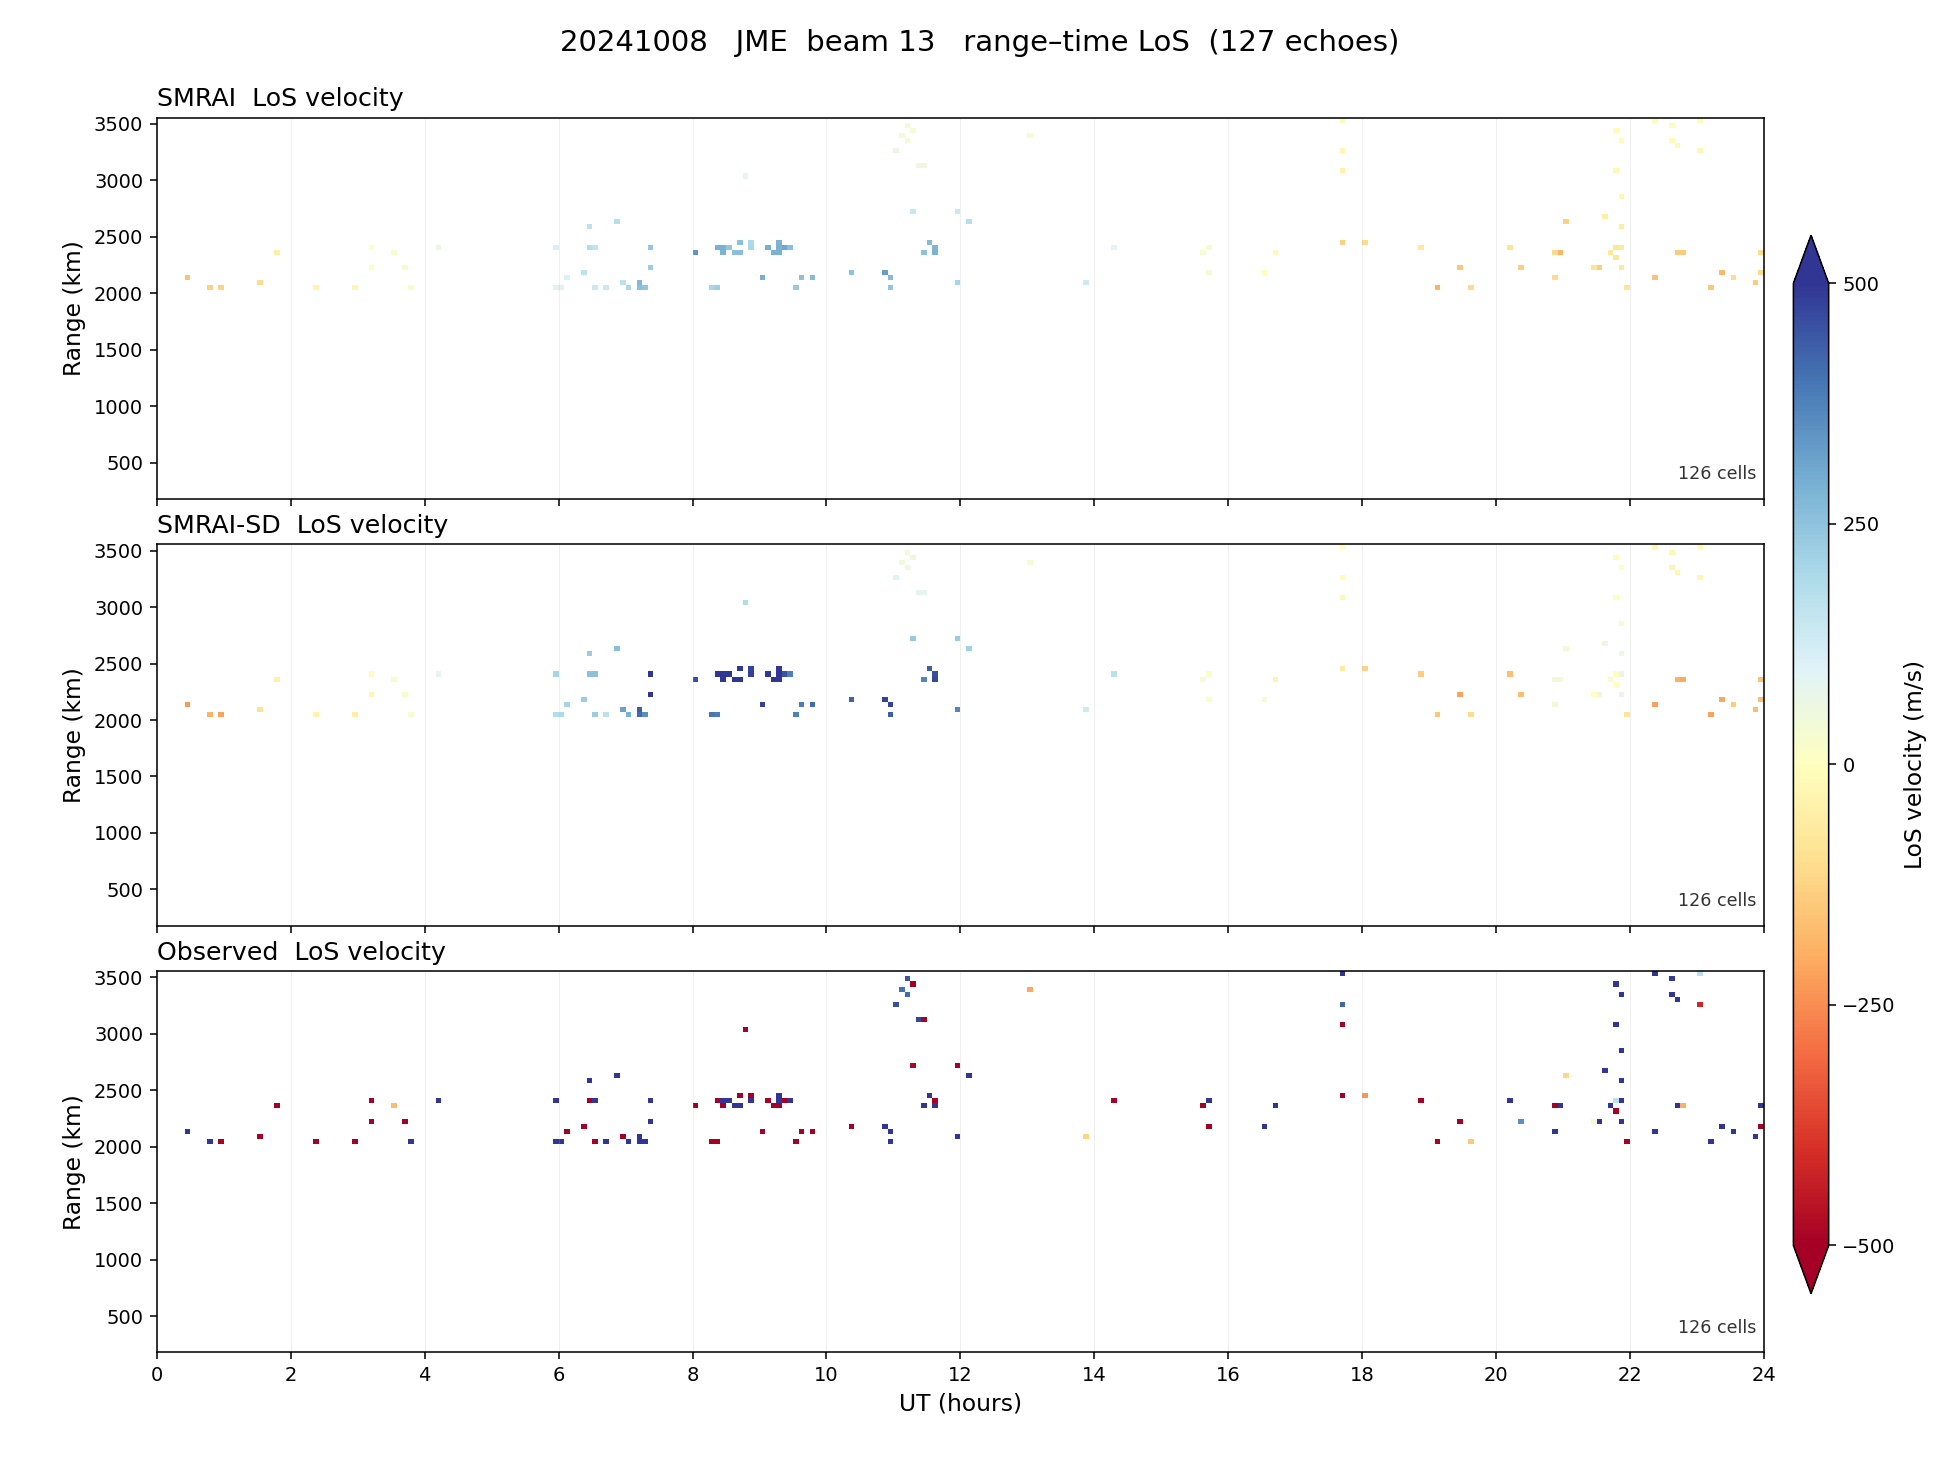 20241008   JME  beam 13   range–time LoS  (127 echoes)
SMRAI  LoS velocity
3500
3000
2500
2000
1500
1000
500
Range (km)
126 cells
SMRAI-SD  LoS velocity
3500
3000
2500
2000
1500
1000
500
Range (km)
126 cells
Observed  LoS velocity
3500
3000
2500
2000
1500
1000
500
Range (km)
126 cells
0 2 4 6 8 10 12 14 16 18 20 22 24
UT (hours)
500
250
0
−250
−500
LoS velocity (m/s)